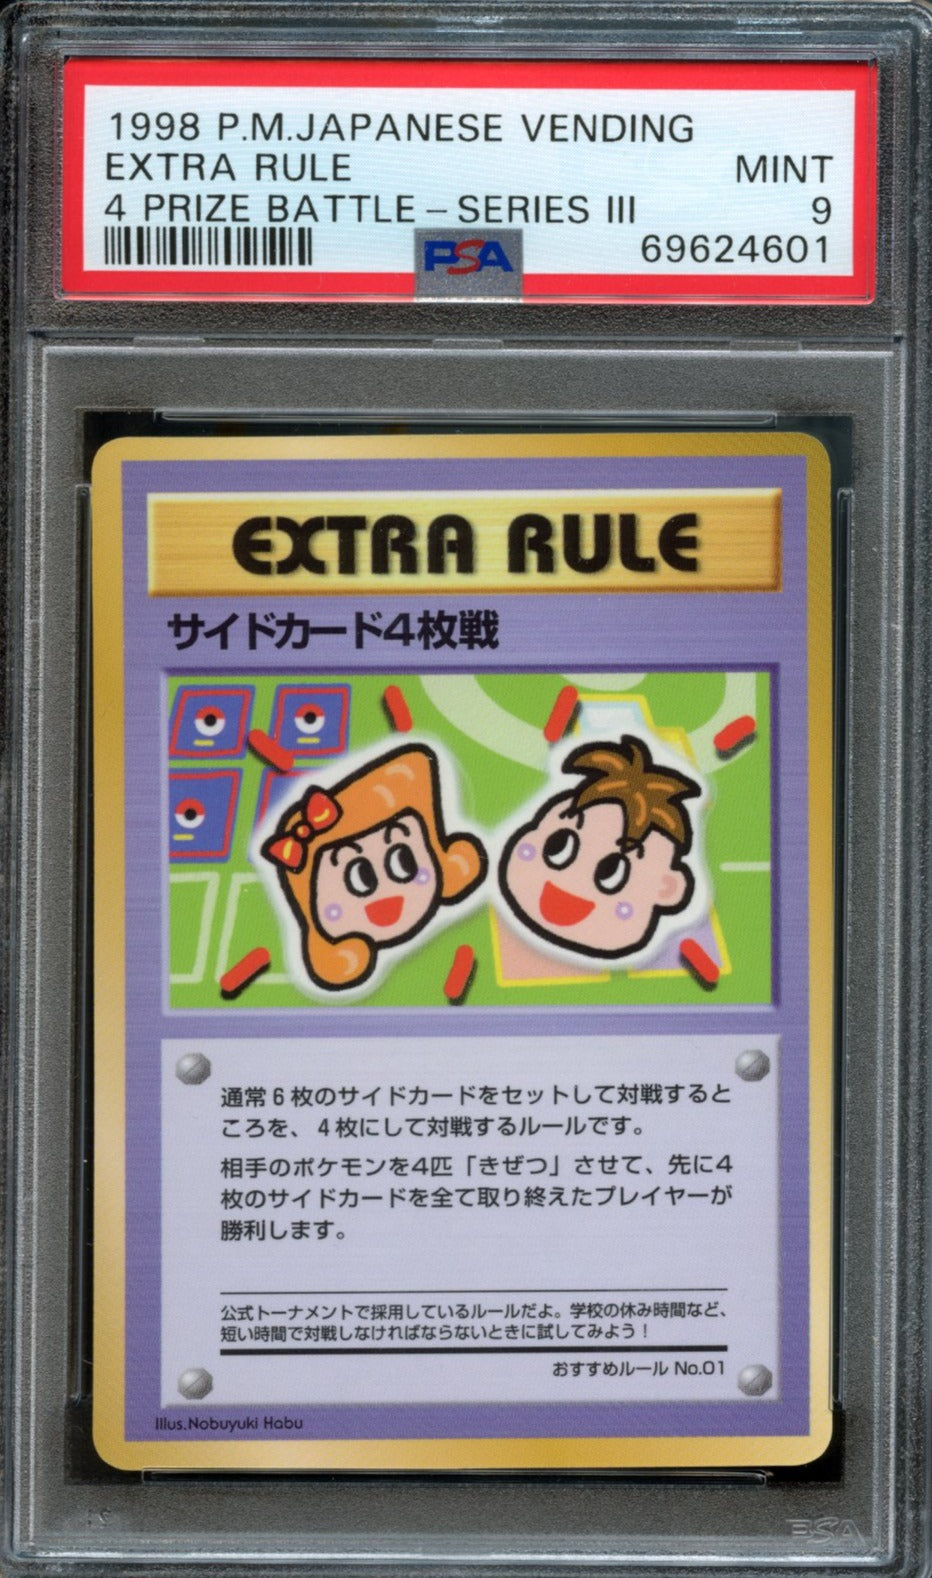 1998 P.M.JAPANESE VENDING
EXTRA RULE MINT
4 PRIZE BATTLE - SERIES III 9
PSA 69624601
EXTRA RULE
サイドカード4枚戦
通常6枚のサイドカードをセットして対戦すると
ころを、4枚にして対戦するルールです。
相手のポケモンを4匹「きぜつ」させて、先に4
枚のサイドカードを全て取り終えたプレイヤーが
勝利します。
公式トーナメントで採用しているルールだよ。学校の休み時間など、
短い時間で対戦しなければならないときに試してみよう！
おすすめルール No.01
Illus.Nobuyuki Habu
PSA